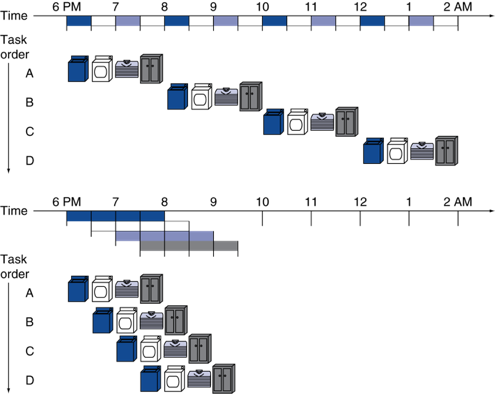 6 PM 7 8 9 10 11 12 1 2 AM
Time
Task
order
A
B
C
D
6 PM 7 8 9 10 11 12 1 2 AM
Time
Task
order
A
B
C
D